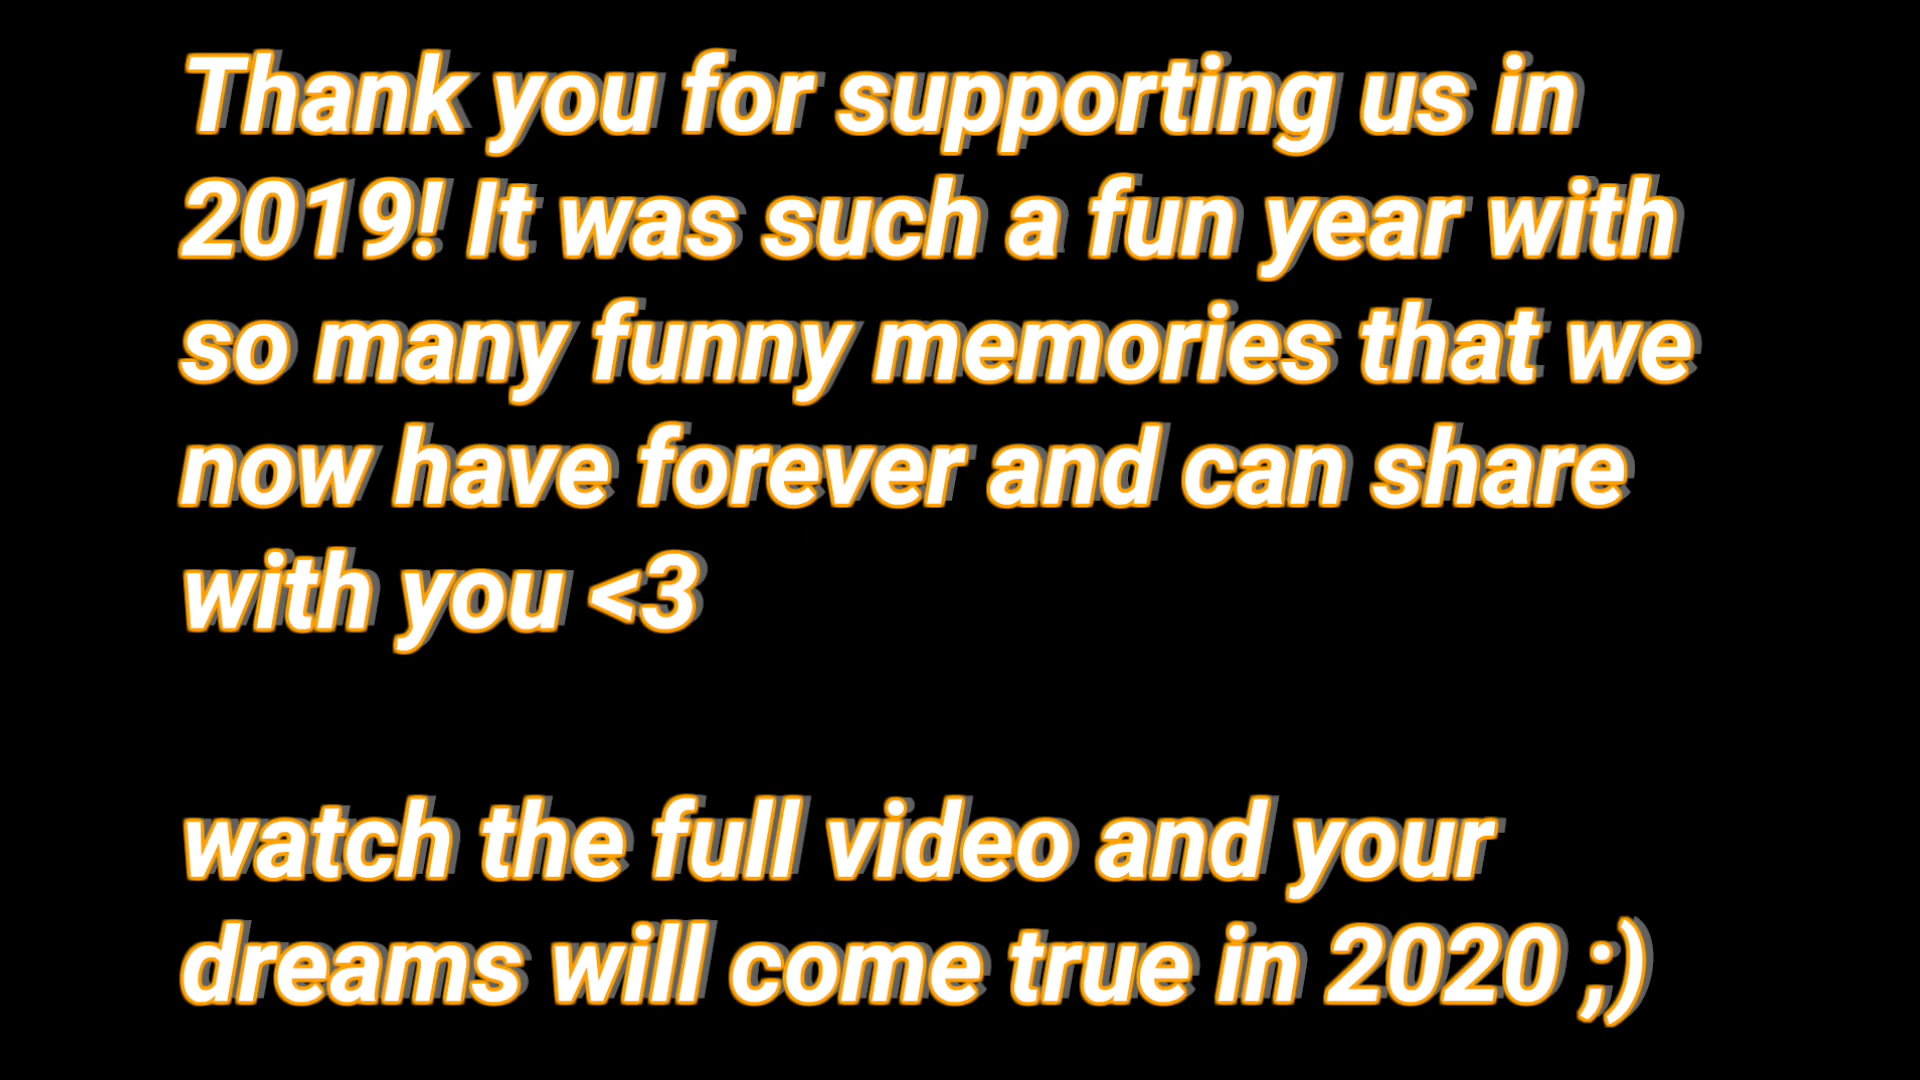 Thank you for supporting us in
2019! It was such a fun year with
so many funny memories that we
now have forever and can share
with you <3
watch the full video and your
dreams will come true in 2020 ;)